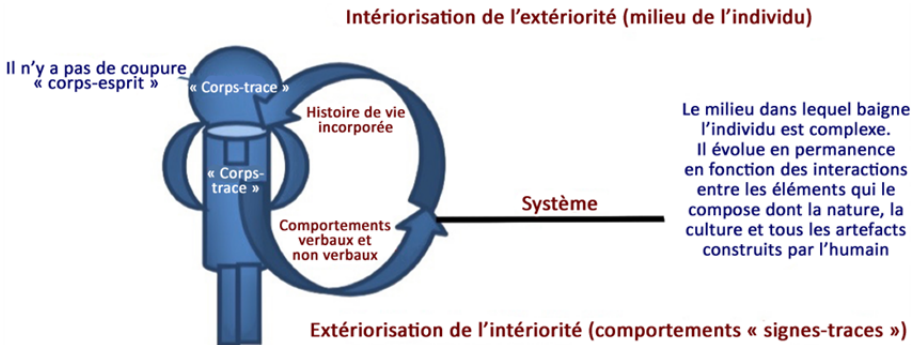 Intériorisation de l’extériorité (milieu de l’individu)
Il n’y a pas de coupure
« corps-esprit »
« Corps-trace »
Histoire de vie
incorporée
« Corps-
trace »
Comportements
verbaux et
non verbaux
Système
Le milieu dans lequel baigne
l’individu est complexe.
Il évolue en permanence
en fonction des interactions
entre les éléments qui le
compose dont la nature, la
culture et tous les artefacts
construits par l’humain
Extériorisation de l’intériorité (comportements « signes-traces »)